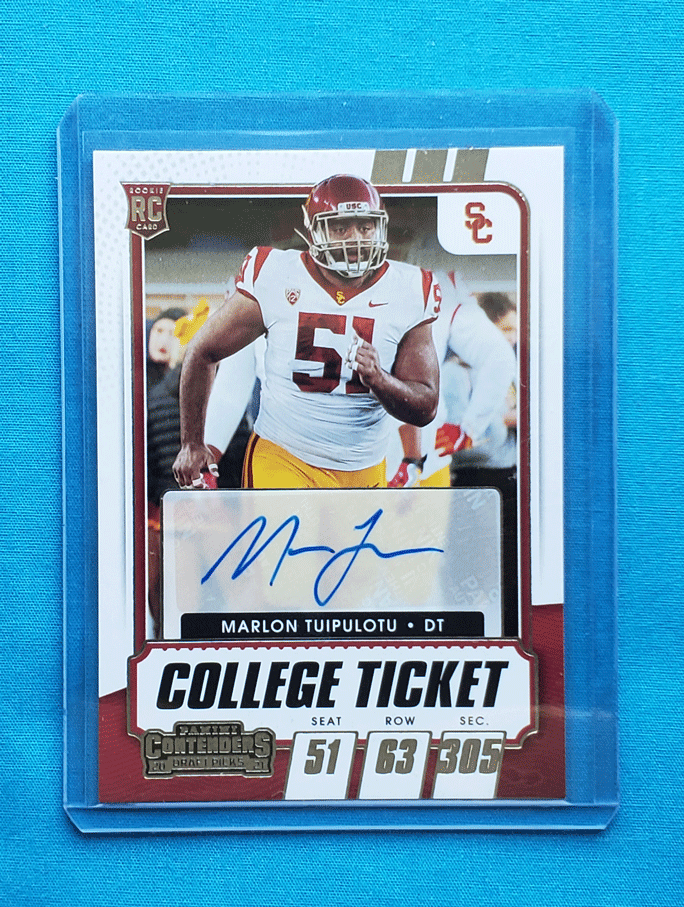 ROOKIE
RC
CARD
USC
SC
SC
51
MARLON TUIPULOTU • DT
COLLEGE TICKET
SEAT ROW SEC.
51 63 305
PANINI
CONTENDERS
20 DRAFT PICKS 21